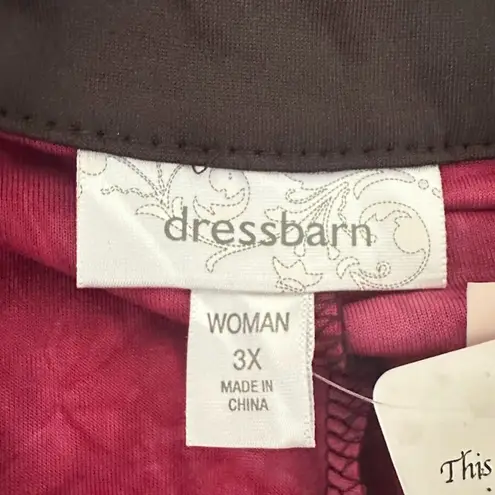 dressbarn
WOMAN
3X
MADE IN
CHINA
This